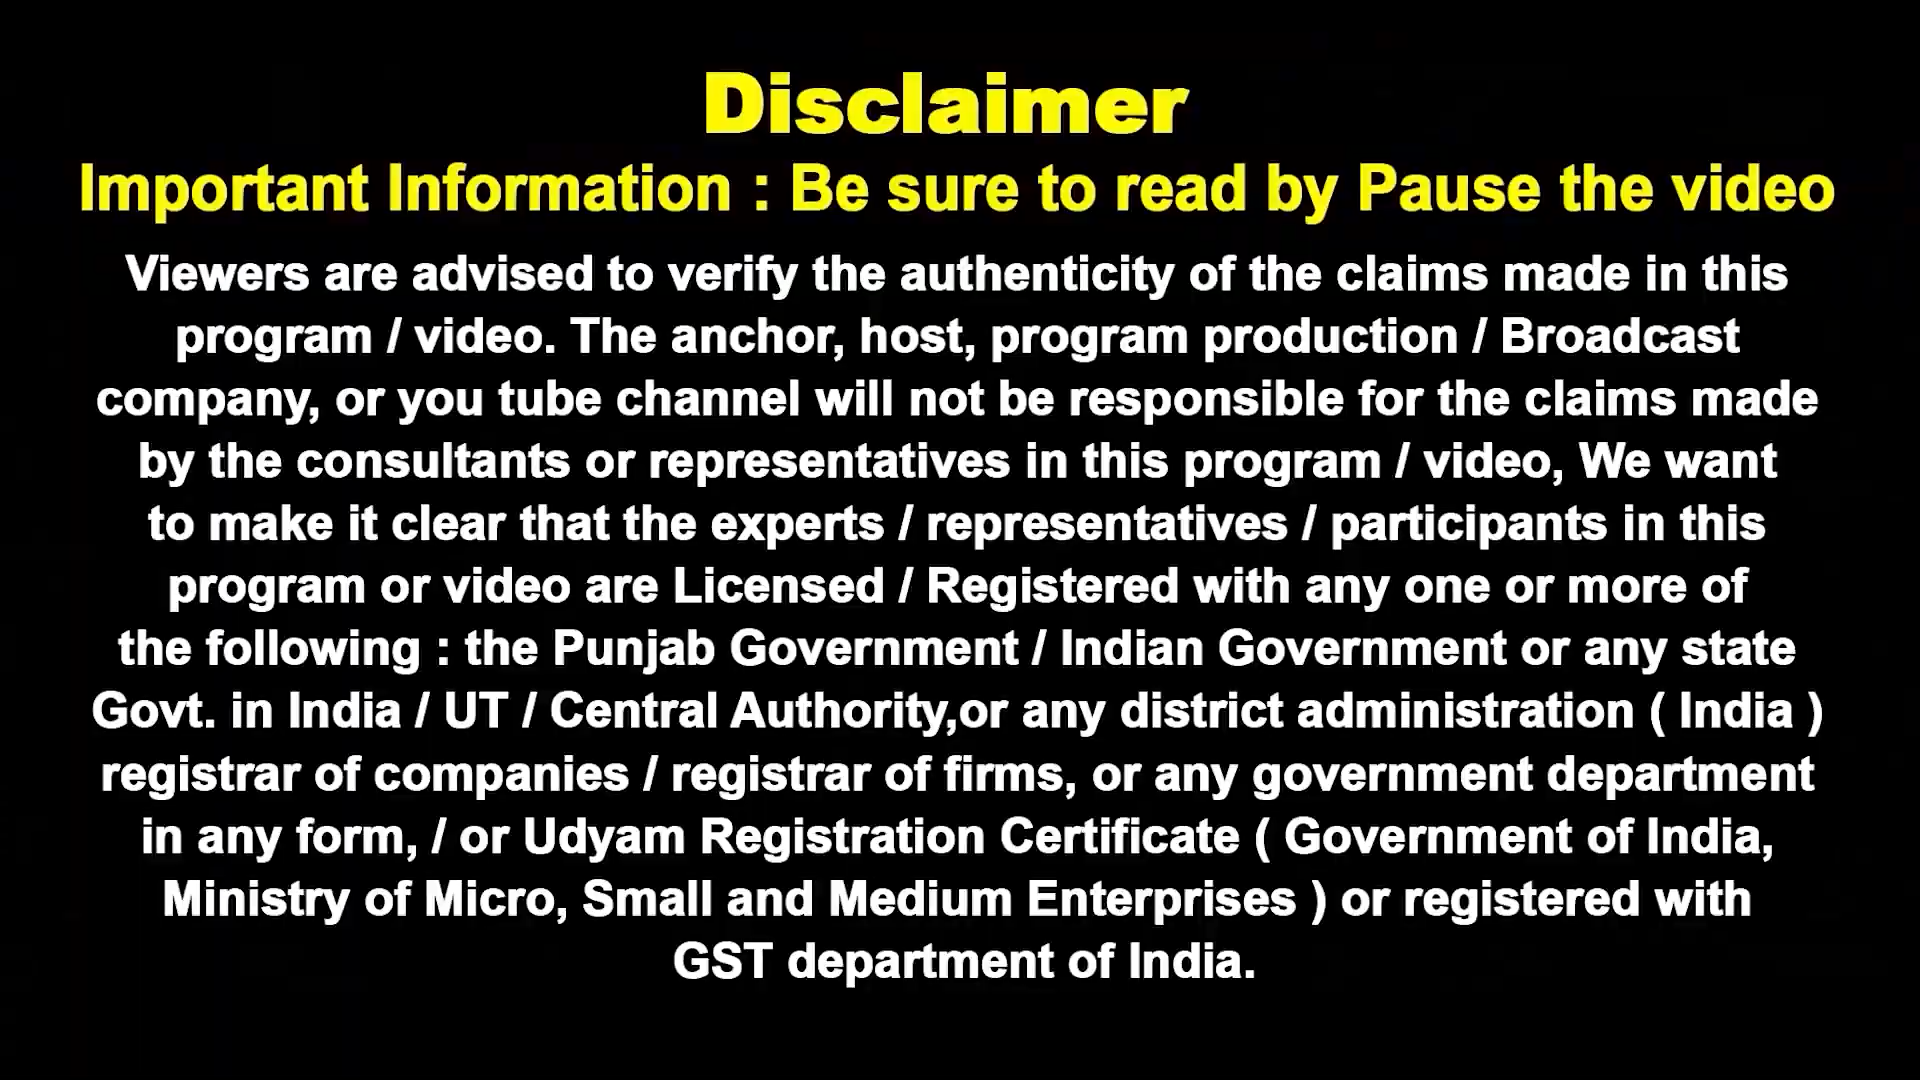 Disclaimer
Important Information : Be sure to read by Pause the video
Viewers are advised to verify the authenticity of the claims made in this
program / video. The anchor, host, program production / Broadcast
company, or you tube channel will not be responsible for the claims made
by the consultants or representatives in this program / video, We want
to make it clear that the experts / representatives / participants in this
program or video are Licensed / Registered with any one or more of
the following : the Punjab Government / Indian Government or any state
Govt. in India / UT / Central Authority,or any district administration ( India )
registrar of companies / registrar of firms, or any government department
in any form, / or Udyam Registration Certificate ( Government of India,
Ministry of Micro, Small and Medium Enterprises ) or registered with
GST department of India.